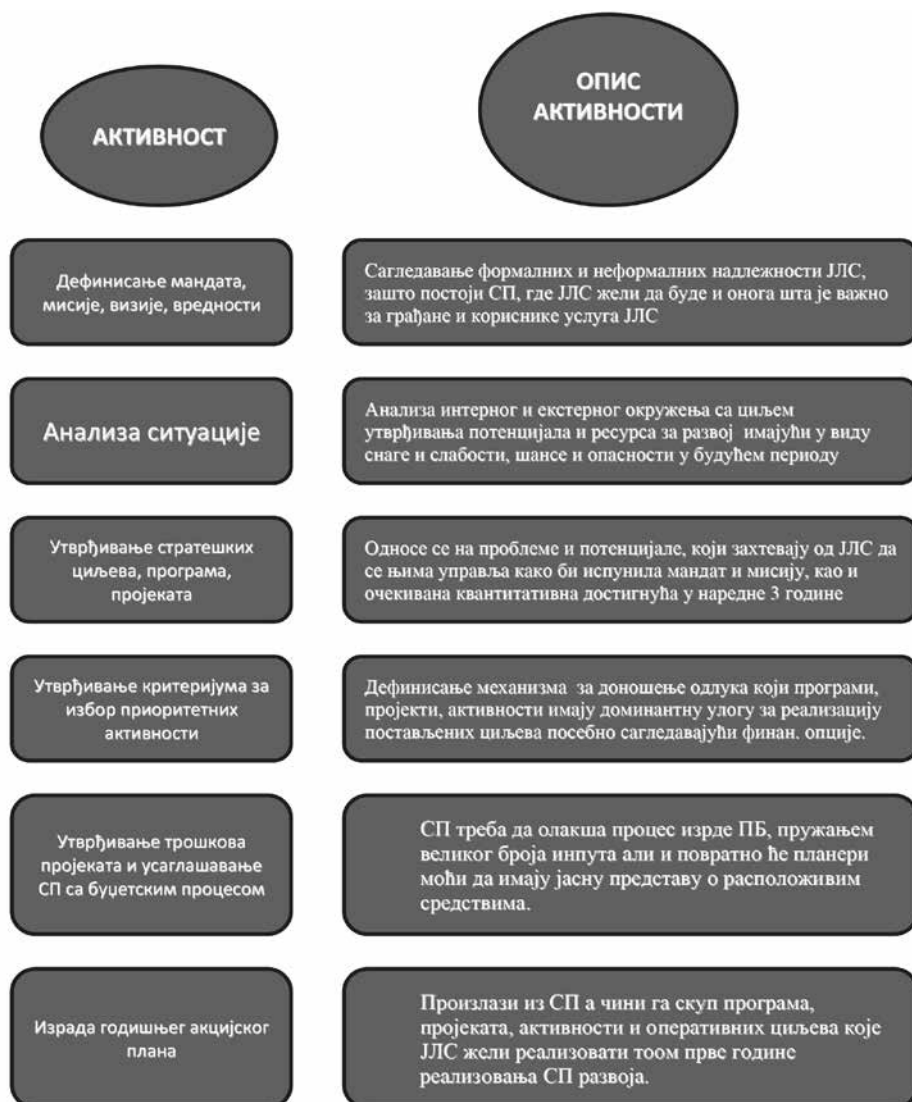 АКТИВНОСТ
ОПИС
АКТИВНОСТИ
Дефинисање мандата,
мисије, визије, вредности
Сагледавање формалних и неформалних надлежности ЈЛС,
зашто постоји СП, где ЈЛС жели да буде и онога шта је важно
за грађане и кориснике услуга ЈЛС
Анализа ситуације
Анализа интерног и екстерног окружења са циљем
утврђивања потенцијала и ресурса за развој имајући у виду
снаге и слабости, шансе и опасности у будућем периоду
Утврђивање стратешких
циљева, програма,
пројеката
Односе се на проблеме и потенцијале, који захтевају од ЈЛС да
се њима управља како би испунила мандат и мисију, као и
очекивана квантитативна достигнућа у наредне 3 године
Утврђивање критеријума за
избор приоритетних
активности
Дефинисање механизма за доношење одлука који програми,
пројекти, активности имају доминантну улогу за реализацију
постављених циљева посебно сагледавајући финан. опције.
Утврђивање трошкова
пројеката и усаглашавање
СП са буџетским процесом
СП треба да олакша процес изрде ПБ, пружањем
великог броја инпута али и повратно ће планери
моћи да имају јасну представу о расположивим
средствима.
Израда годишњег акцијског
плана
Произлази из СП а чини га скуп програма,
пројеката, активности и оперативних циљева које
ЈЛС жели реализовати тоом прве године
реализовања СП развоја.